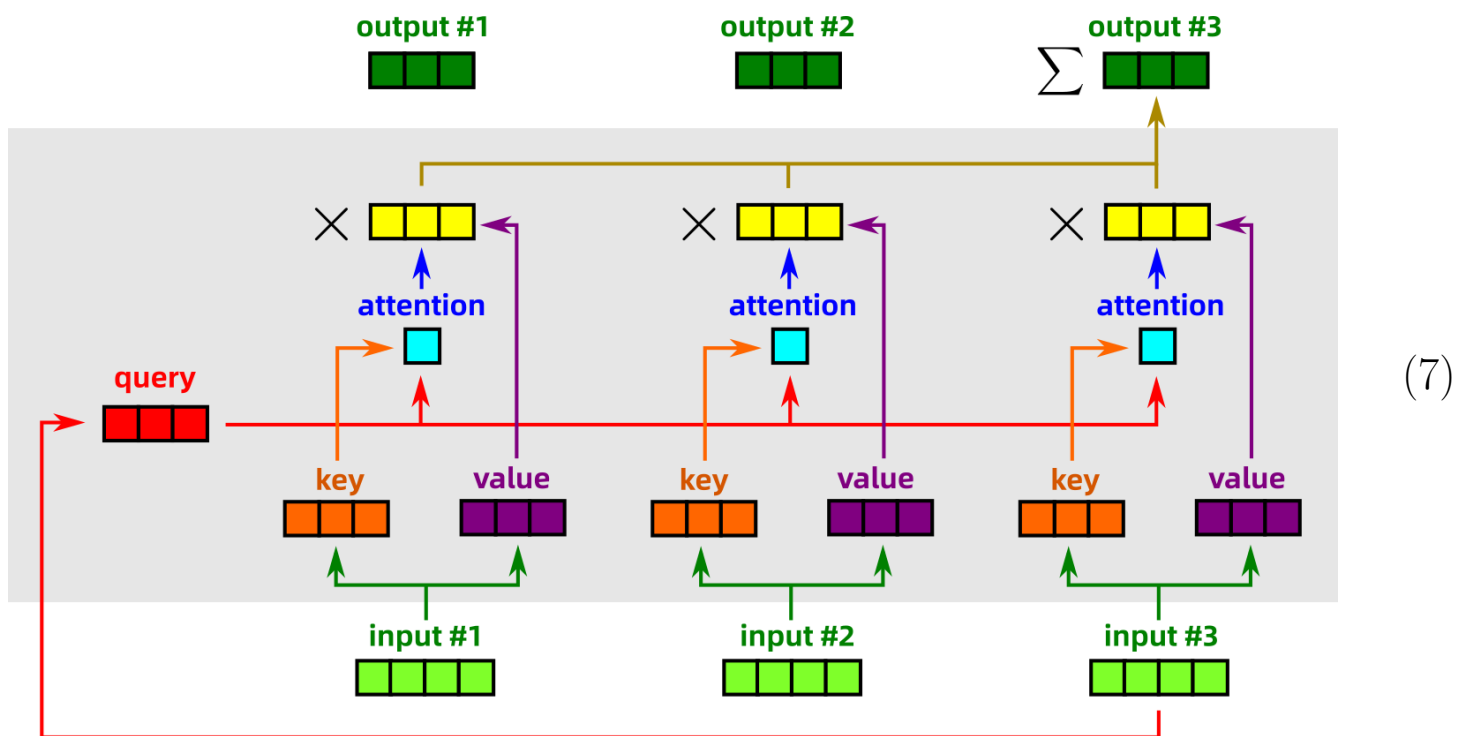 output #1 output #2 output #3
∑
× × ×
attention attention attention
query
(7)
key value key value key value
input #1 input #2 input #3